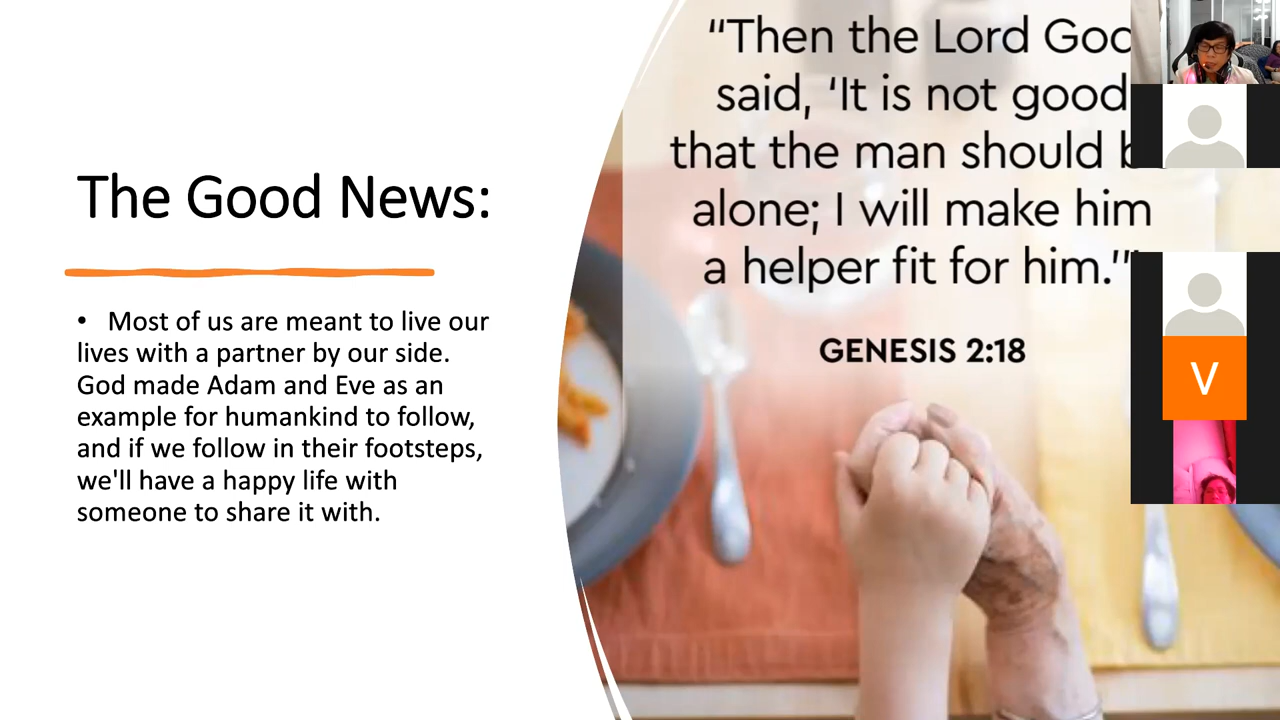 The Good News:
• Most of us are meant to live our
lives with a partner by our side.
God made Adam and Eve as an
example for humankind to follow,
and if we follow in their footsteps,
we'll have a happy life with
someone to share it with.
“Then the Lord
said, ‘It is not good
that the man should
alone; I will make him
a helper fit for him.’”
GENESIS 2:18
V